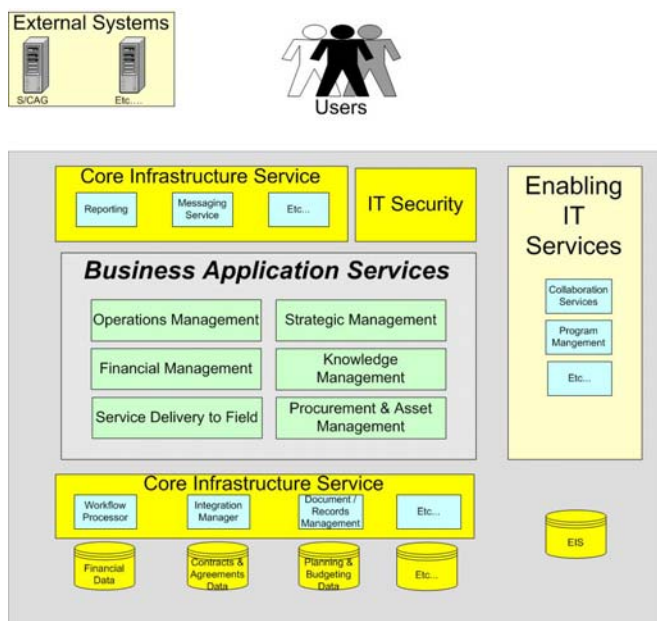 External Systems
S/CAG
Etc....
Users
Core Infrastructure Service
Reporting
Messaging
Service
Etc...
IT Security
Enabling
IT
Services
Collaboration
Services
Program
Mangement
Etc...
Business Application Services
Operations Management
Strategic Management
Financial Management
Knowledge
Management
Service Delivery to Field
Procurement & Asset
Management
Core Infrastructure Service
Workflow
Processor
Integration
Manager
Document /
Records
Management
Etc...
Financial
Data
Contracts &
Agreements
Data
Planning &
Budgeting
Data
Etc...
EIS